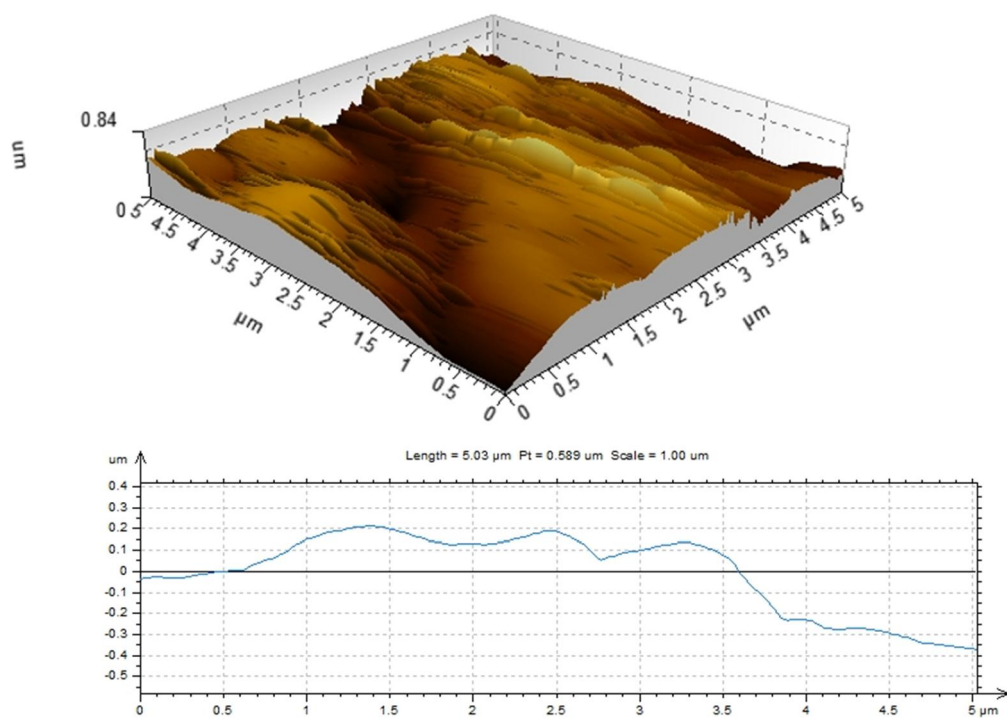 um
0.84
0 5 4.5 4 3.5 3 2.5 2 1.5 1 0.5 0
µm
0 0.5 1 1.5 2 2.5 3 3.5 4 4.5 5
µm
Length = 5.03 µm Pt = 0.589 um Scale = 1.00 um
um
0.4
0.3
0.2
0.1
0
-0.1
-0.2
-0.3
-0.4
-0.5
0 0.5 1 1.5 2 2.5 3 3.5 4 4.5 5 µm